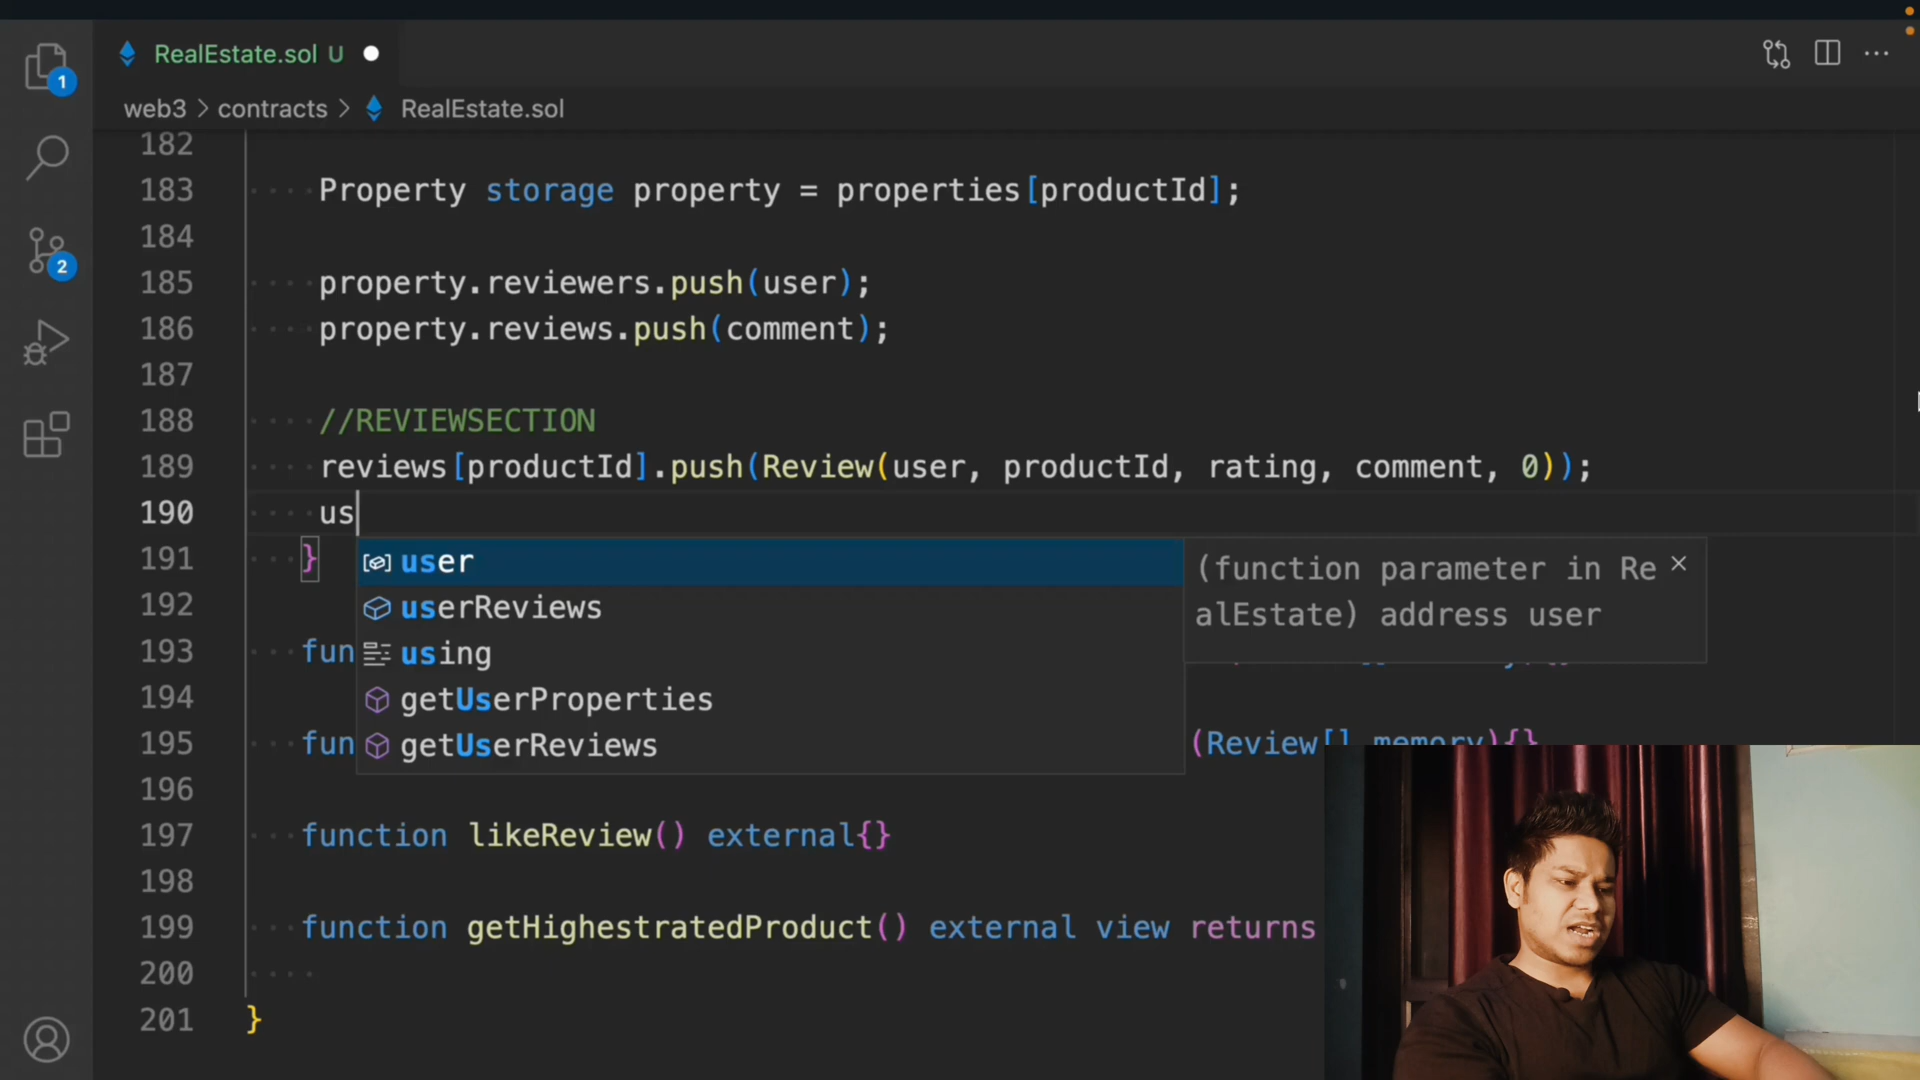 RealEstate.sol U
1
web3 > contracts > RealEstate.sol
182
183 Property storage property = properties[productId];
2
184
185 property.reviewers.push(user);
186 property.reviews.push(comment);
187
188 //REVIEWSECTION
189 reviews[productId].push(Review(user, productId, rating, comment, 0));
190 us
191 }
user
(function parameter in Re
alEstate) address user
192
userReviews
193 fun
using
194
getUserProperties
195 fun
(Review[] memory){}
getUserReviews
196
197 function likeReview() external{}
198
199 function getHighestratedProduct() external view returns
200
201 }